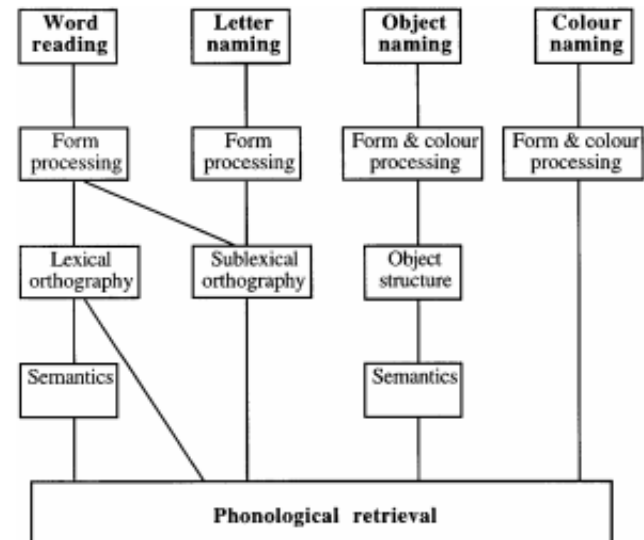 Word
reading
Letter
naming
Object
naming
Colour
naming
Form
processing
Form
processing
Form & colour
processing
Form & colour
processing
Lexical
orthography
Sublexical
orthography
Object
structure
Semantics
Semantics
Phonological retrieval